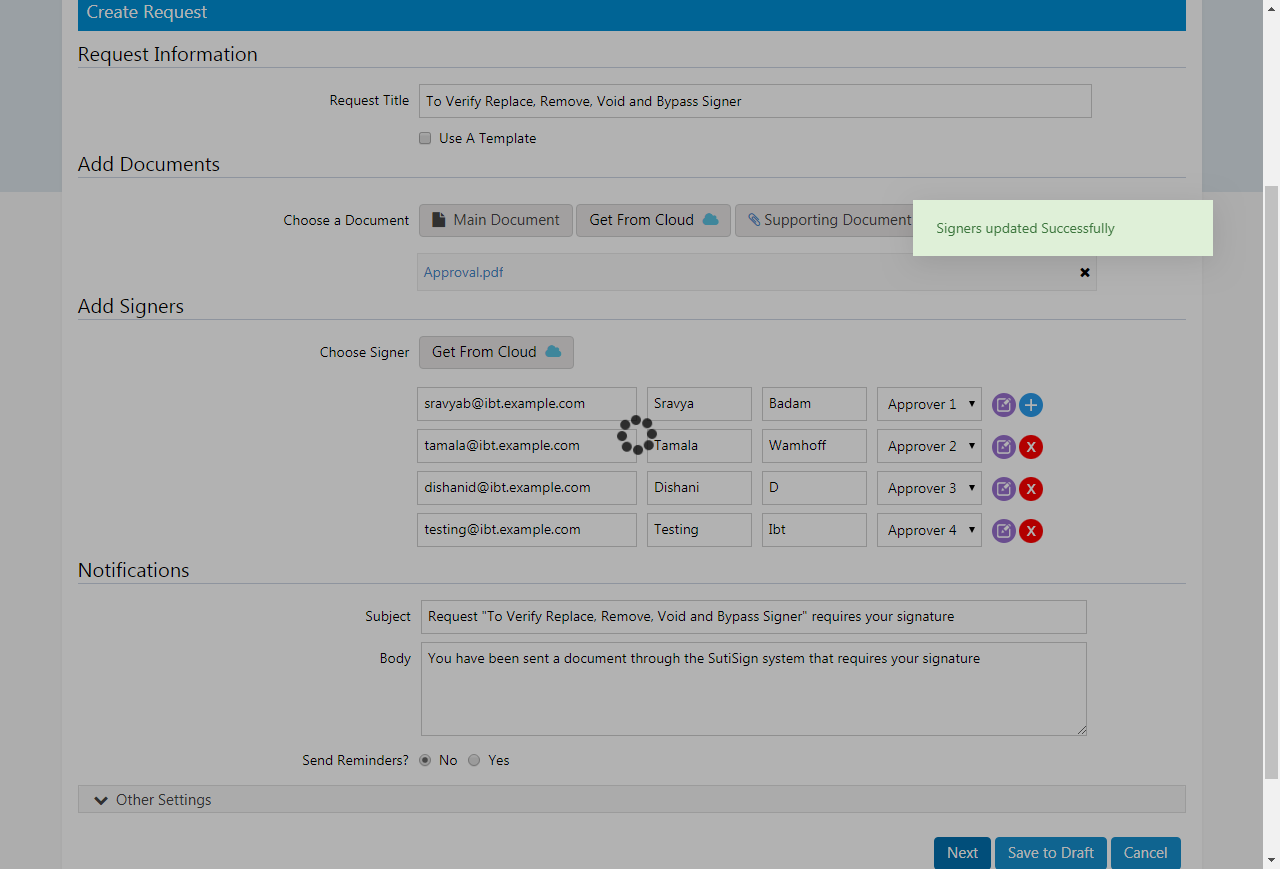 Create Request
Request Information
Request Title To Verify Replace, Remove, Void and Bypass Signer
Use A Template
Add Documents
Choose a Document Main Document Get From Cloud Supporting Document
Signers updated Successfully
Approval.pdf
Add Signers
Choose Signer Get From Cloud
sravyab@ibt.example.com Sravya Badam Approver 1
tamala@ibt.example.com Tamala Wamhoff Approver 2 X
dishanid@ibt.example.com Dishani D Approver 3 X
testing@ibt.example.com Testing Ibt Approver 4 X
Notifications
Subject Request "To Verify Replace, Remove, Void and Bypass Signer" requires your signature
Body You have been sent a document through the SutiSign system that requires your signature
Send Reminders? No Yes
Other Settings
Next Save to Draft Cancel